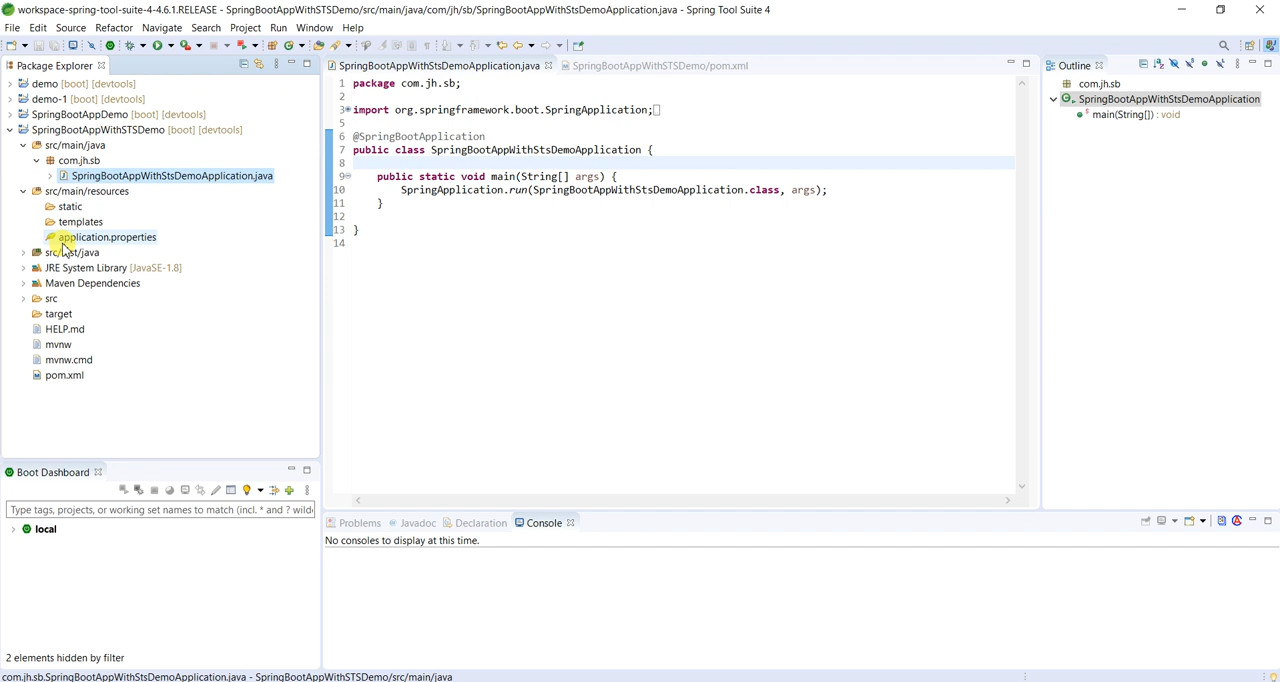 workspace-spring-tool-suite-4-4.6.1.RELEASE - SpringBootAppWithSTSDemo/src/main/java/com/jh/sb/SpringBootAppWithStsDemoApplication.java - Spring Tool Suite 4
File Edit Source Refactor Navigate Search Project Run Window Help
Package Explorer
demo [boot] [devtools]
demo-1 [boot] [devtools]
SpringBootAppDemo [boot] [devtools]
SpringBootAppWithSTSDemo [boot] [devtools]
src/main/java
com.jh.sb
SpringBootAppWithStsDemoApplication.java
src/main/resources
static
templates
application.properties
JRE System Library [JavaSE-1.8]
Maven Dependencies
src
target
HELP.md
mvnw
mvnw.cmd
pom.xml
Boot Dashboard
Type tags, projects, or working set names to match (incl. * and ? wild
local
2 elements hidden by filter
SpringBootAppWithStsDemoApplication.java SpringBootAppWithSTSDemo/pom.xml
1 package com.jh.sb;
2
3 import org.springframework.boot.SpringApplication;
5
6 @SpringBootApplication
7 public class SpringBootAppWithStsDemoApplication {
8
9 public static void main(String[] args) {
10 SpringApplication.run(SpringBootAppWithStsDemoApplication.class, args);
11 }
12
13 }
14
Problems Javadoc Declaration Console
No consoles to display at this time.
Outline
com.jh.sb
SpringBootAppWithStsDemoApplication
main(String[]) : void
com.jh.sb.SpringBootAppWithStsDemoApplication.java - SpringBootAppWithSTSDemo/src/main/java